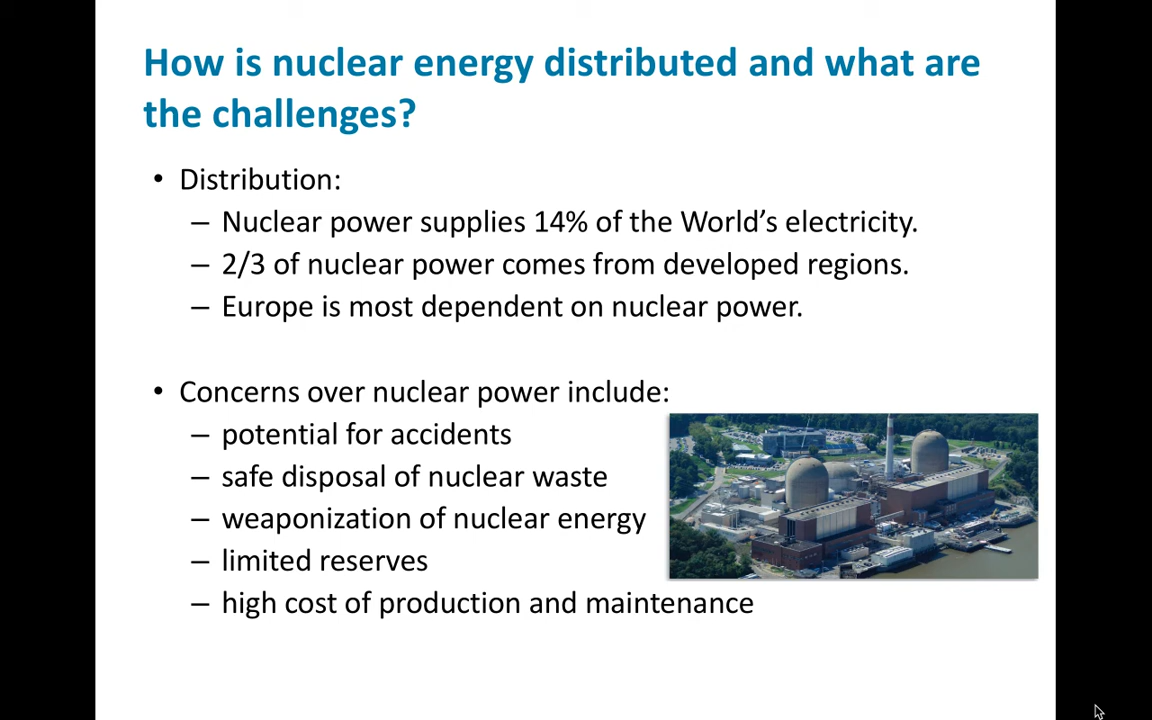 How is nuclear energy distributed and what are
the challenges?
• Distribution:
– Nuclear power supplies 14% of the World’s electricity.
– 2/3 of nuclear power comes from developed regions.
– Europe is most dependent on nuclear power.
• Concerns over nuclear power include:
– potential for accidents
– safe disposal of nuclear waste
– weaponization of nuclear energy
– limited reserves
– high cost of production and maintenance